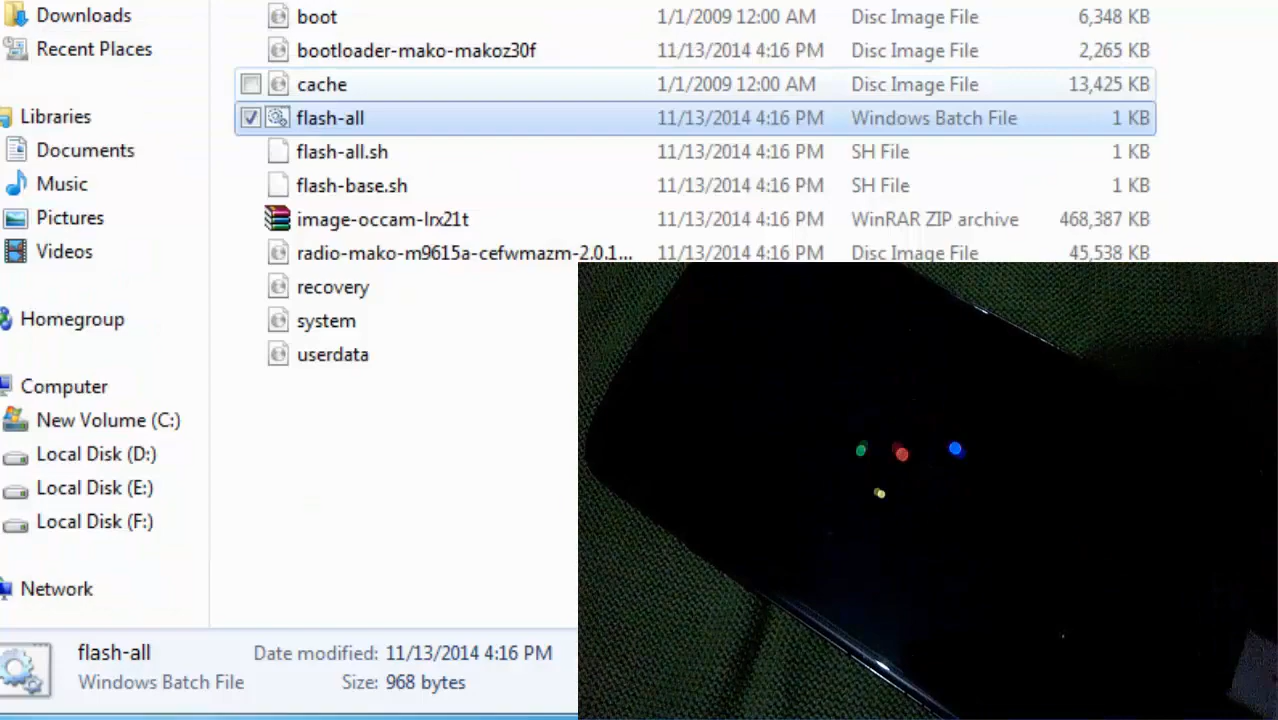 Downloads
Recent Places
Libraries
Documents
Music
Pictures
Videos
Homegroup
Computer
New Volume (C:)
Local Disk (D:)
Local Disk (E:)
Local Disk (F:)
Network
boot 1/1/2009 12:00 AM Disc Image File 6,348 KB
bootloader-mako-makoz30f 11/13/2014 4:16 PM Disc Image File 2,265 KB
cache 1/1/2009 12:00 AM Disc Image File 13,425 KB
flash-all 11/13/2014 4:16 PM Windows Batch File 1 KB
flash-all.sh 11/13/2014 4:16 PM SH File 1 KB
flash-base.sh 11/13/2014 4:16 PM SH File 1 KB
image-occam-lrx21t 11/13/2014 4:16 PM WinRAR ZIP archive 468,387 KB
radio-mako-m9615a-cefwmazm-2.0.1... 11/13/2014 4:16 PM Disc Image File 45,538 KB
recovery
system
userdata
flash-all Date modified: 11/13/2014 4:16 PM
Windows Batch File Size: 968 bytes